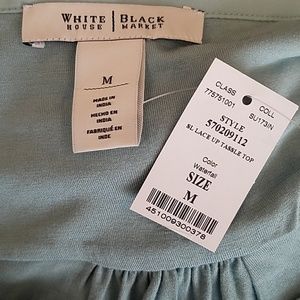 WHITE HOUSE | BLACK MARKET
M
MADE IN
INDIA
HECHO EN
INDIA
FABRIQUÉ EN
INDE
CLASS
775751001
COLL
SU173IN
STYLE
570209112
SL LACE UP TASSLE TOP
Color
Waterfall
SIZE
M
451009300378